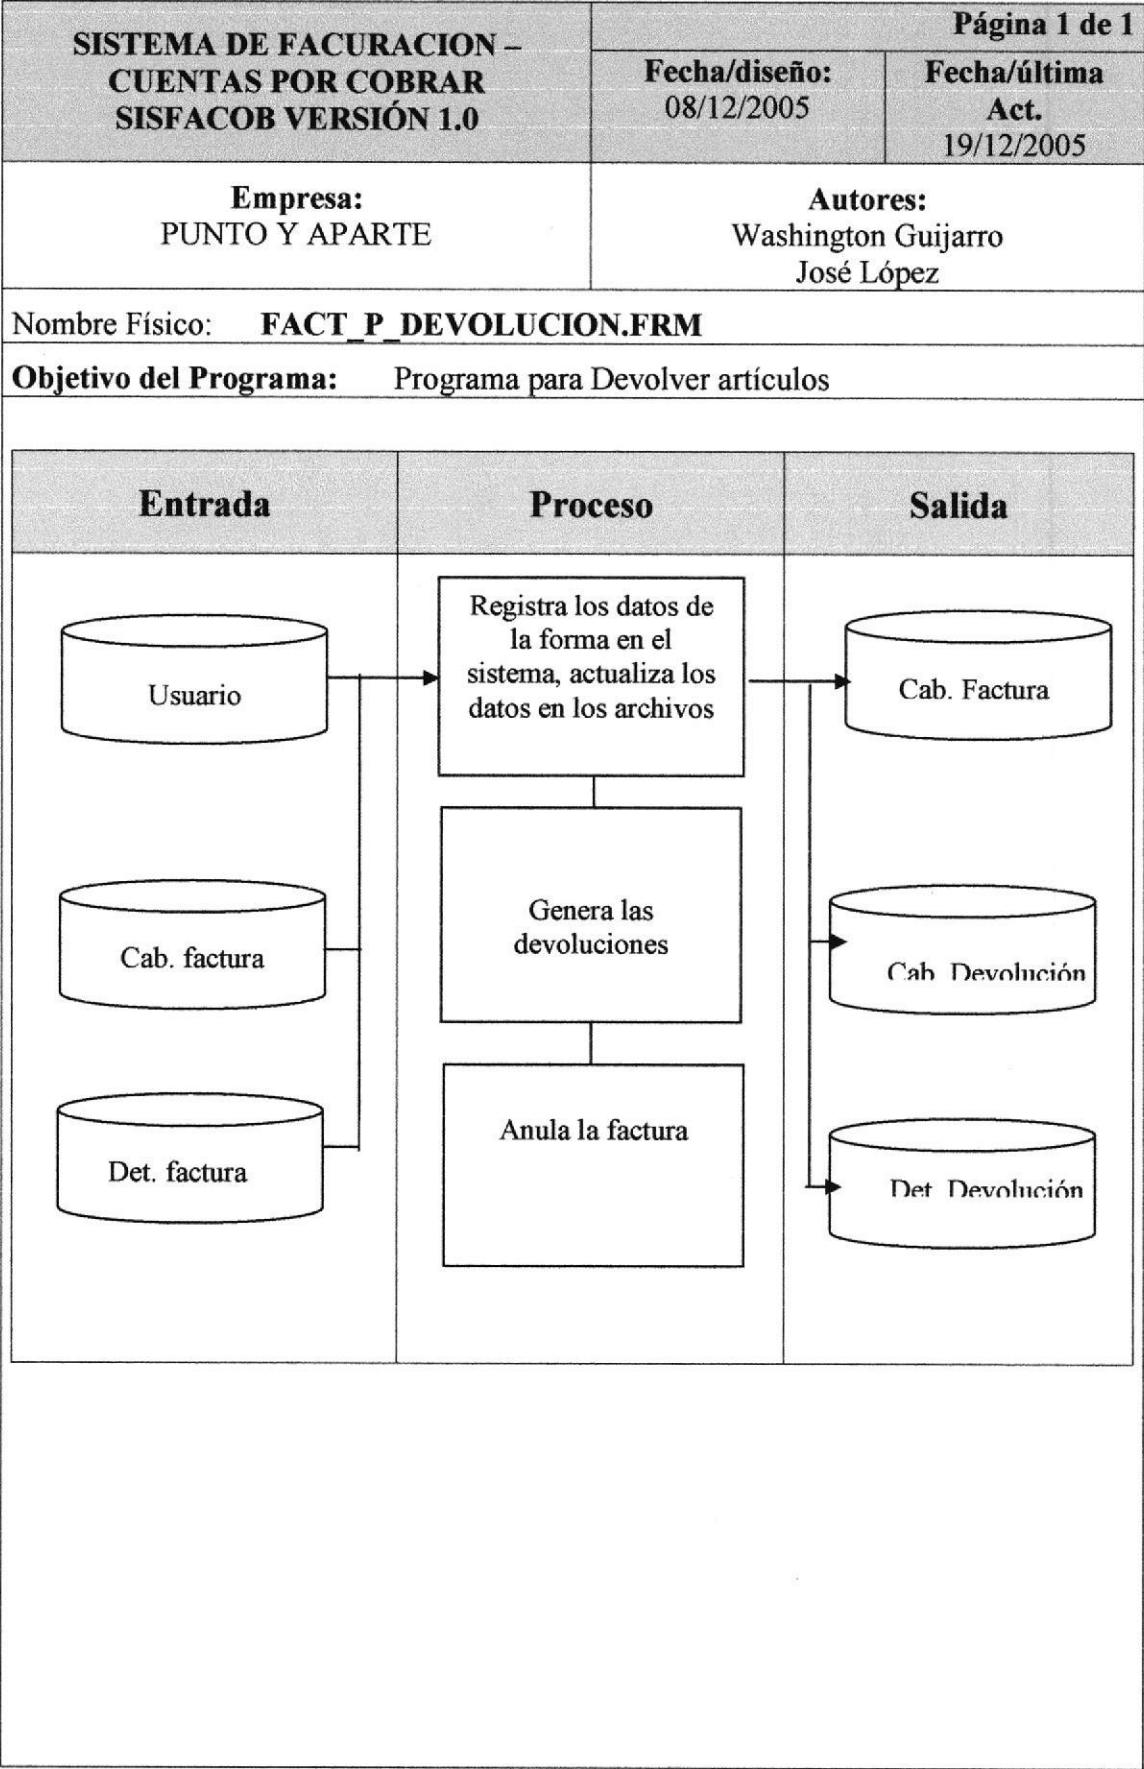 SISTEMA DE FACURACION –
CUENTAS POR COBRAR
SISFACOB VERSIÓN 1.0
Página 1 de 1
Fecha/diseño:
08/12/2005
Fecha/última
Act.
19/12/2005
Empresa:
PUNTO Y APARTE
Autores:
Washington Guijarro
José López
Nombre Físico: FACT_P_DEVOLUCION.FRM
Objetivo del Programa: Programa para Devolver artículos
Entrada
Proceso
Salida
Usuario
Cab. factura
Det. factura
Registra los datos de
la forma en el
sistema, actualiza los
datos en los archivos
Genera las
devoluciones
Anula la factura
Cab. Factura
Cab. Devolución
Det. Devolución